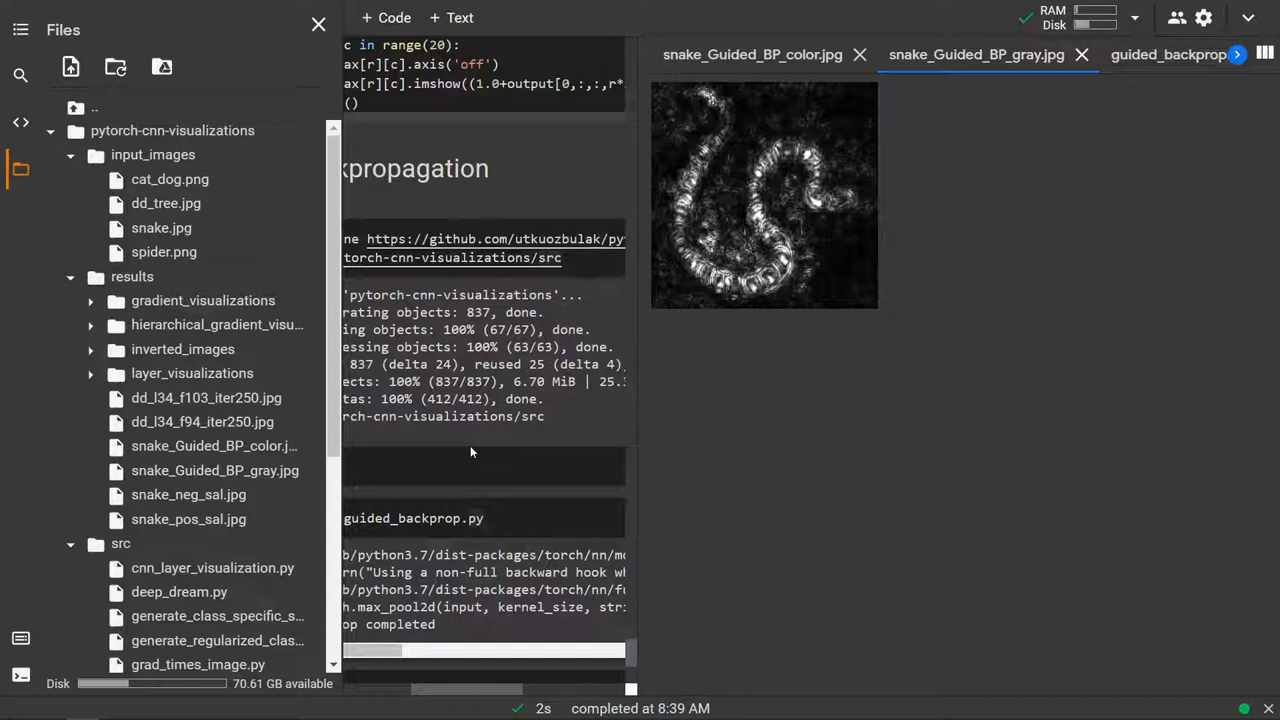 Files
+ Code + Text
RAM
Disk
..
pytorch-cnn-visualizations
input_images
cat_dog.png
dd_tree.jpg
snake.jpg
spider.png
results
gradient_visualizations
hierarchical_gradient_visu...
inverted_images
layer_visualizations
dd_l34_f103_iter250.jpg
dd_l34_f94_iter250.jpg
snake_Guided_BP_color.j...
snake_Guided_BP_gray.jpg
snake_neg_sal.jpg
snake_pos_sal.jpg
src
cnn_layer_visualization.py
deep_dream.py
generate_class_specific_s...
generate_regularized_clas...
grad_times_image.py
Disk 70.61 GB available
c in range(20):
ax[r][c].axis('off')
ax[r][c].imshow((1.0+output[0,:,:,r*
()
kpropagation
ne https://github.com/utkuozbulak/py
torch-cnn-visualizations/src
'pytorch-cnn-visualizations'...
rating objects: 837, done.
ing objects: 100% (67/67), done.
essing objects: 100% (63/63), done.
837 (delta 24), reused 25 (delta 4)
ects: 100% (837/837), 6.70 MiB | 25.
tas: 100% (412/412), done.
rch-cnn-visualizations/src
guided_backprop.py
b/python3.7/dist-packages/torch/nn/mo
rn("Using a non-full backward hook wh
b/python3.7/dist-packages/torch/nn/fu
h.max_pool2d(input, kernel_size, stri
op completed
snake_Guided_BP_color.jpg
snake_Guided_BP_gray.jpg
guided_backprop
2s completed at 8:39 AM